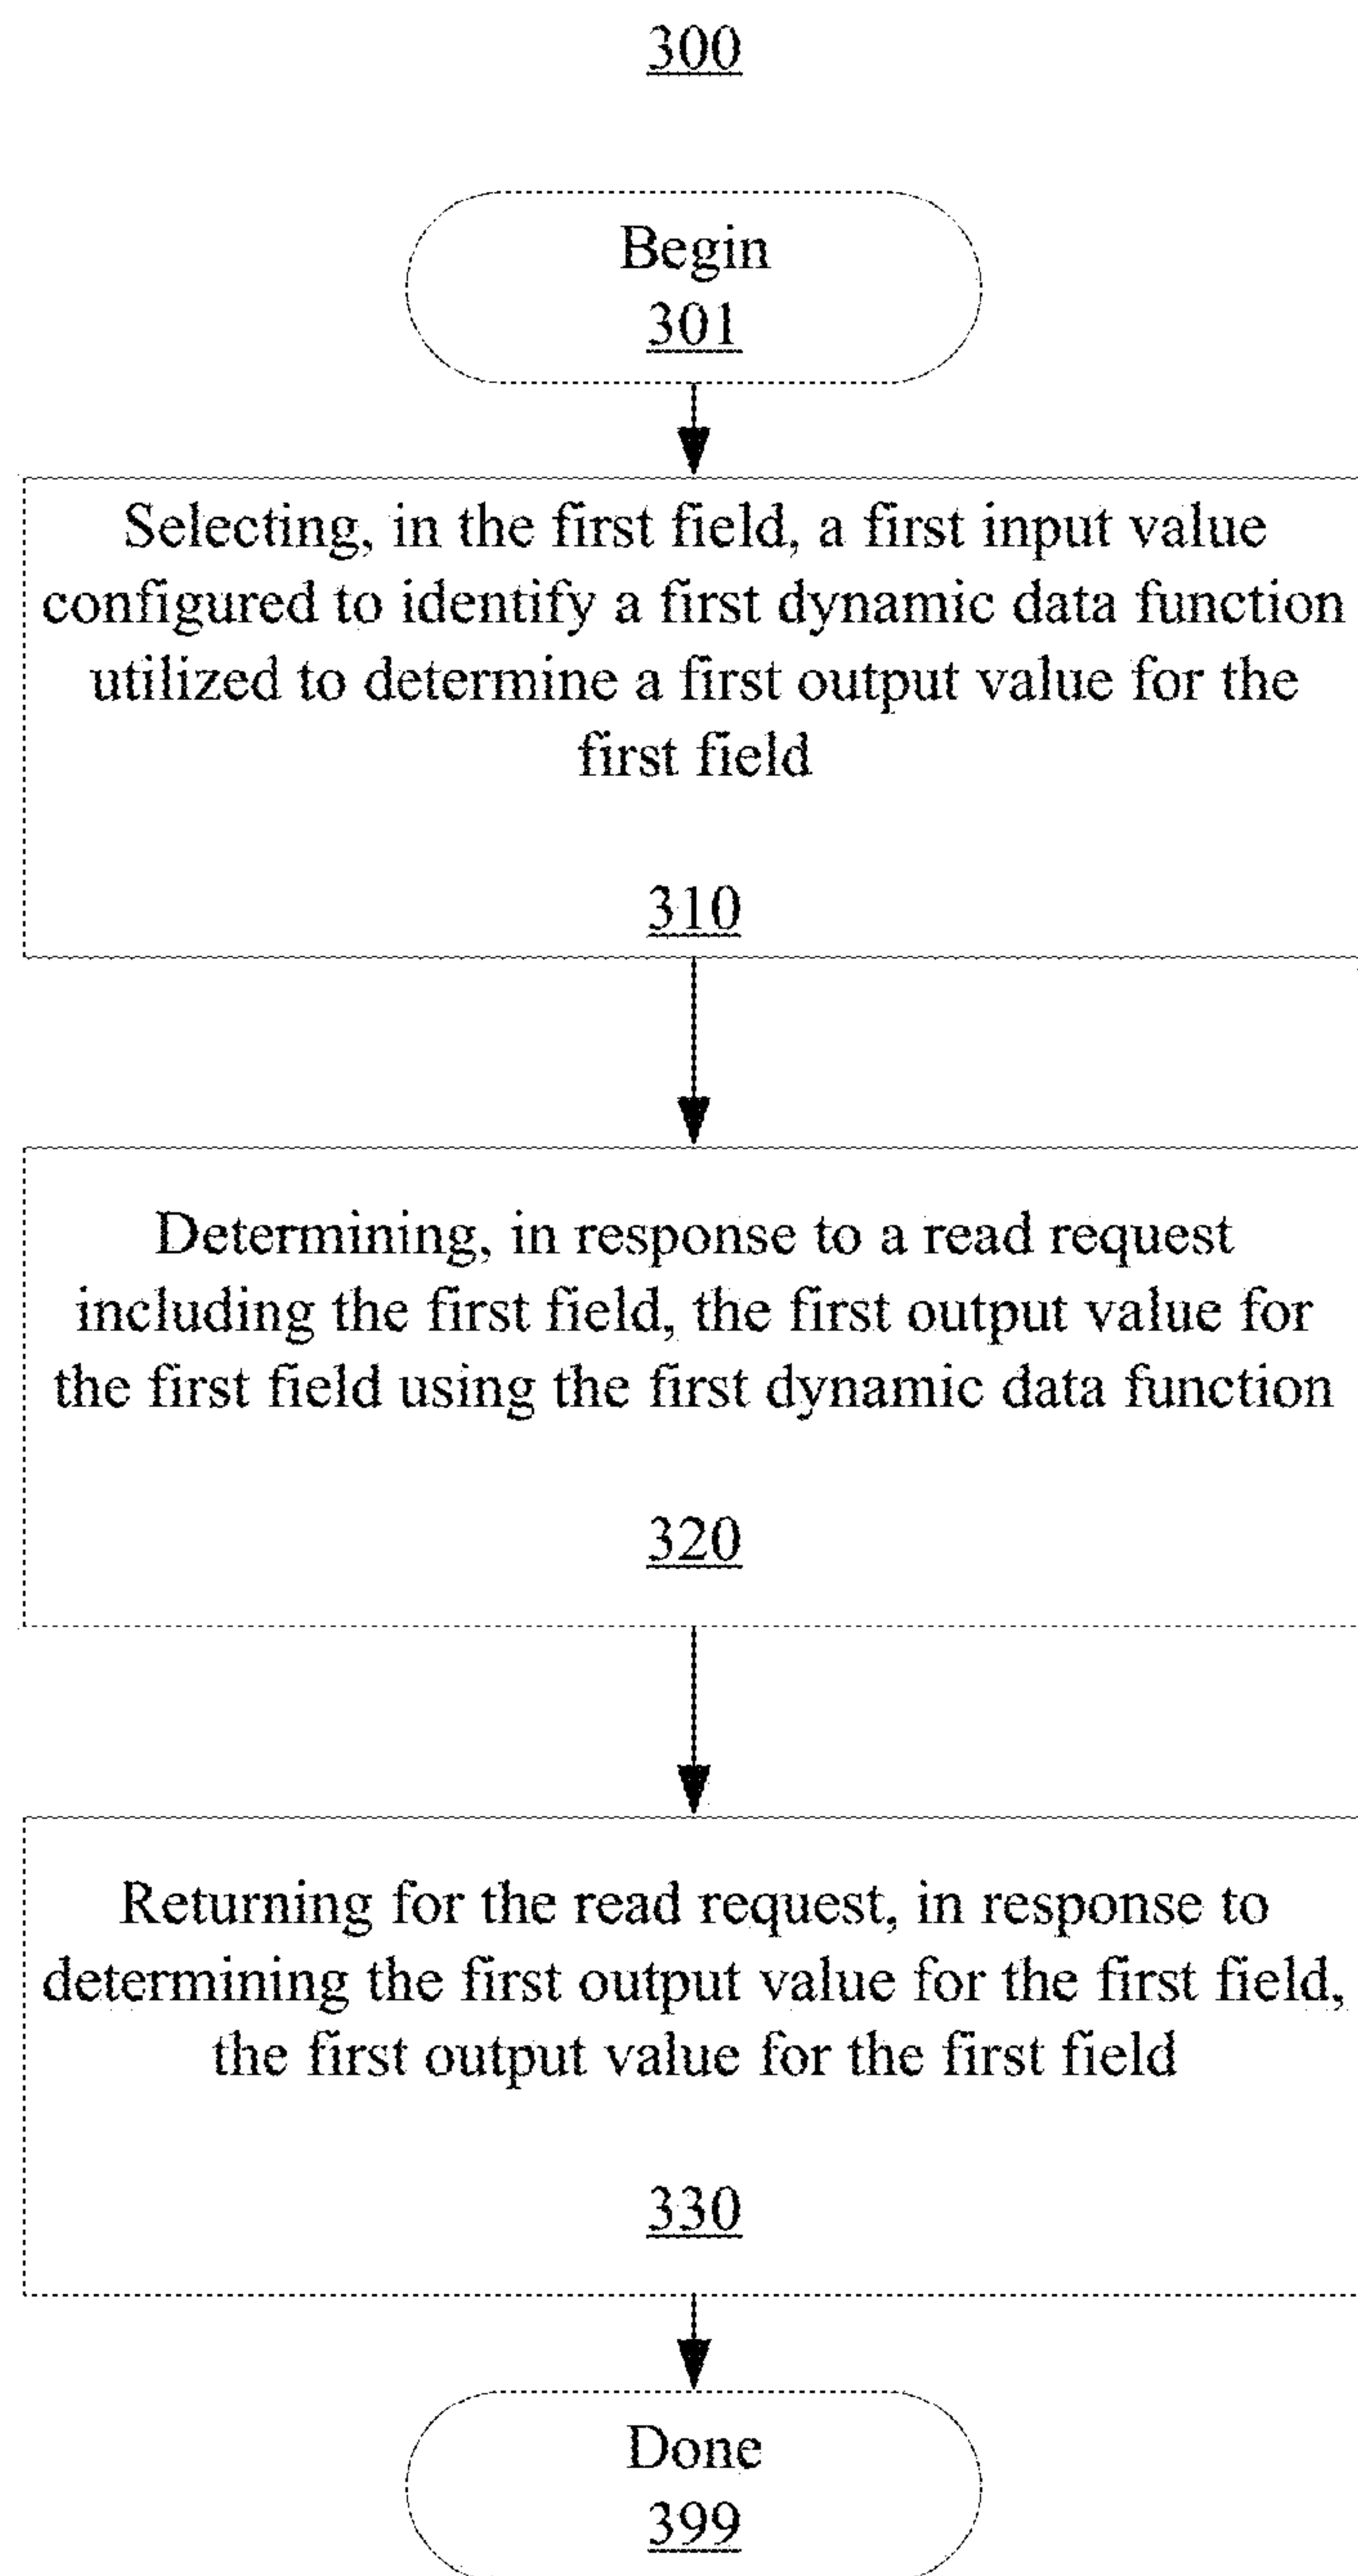 300
Begin
301
Selecting, in the first field, a first input value
configured to identify a first dynamic data function
utilized to determine a first output value for the
first field
310
Determining, in response to a read request
including the first field, the first output value for
the first field using the first dynamic data function
320
Returning for the read request, in response to
determining the first output value for the first field,
the first output value for the first field
330
Done
399